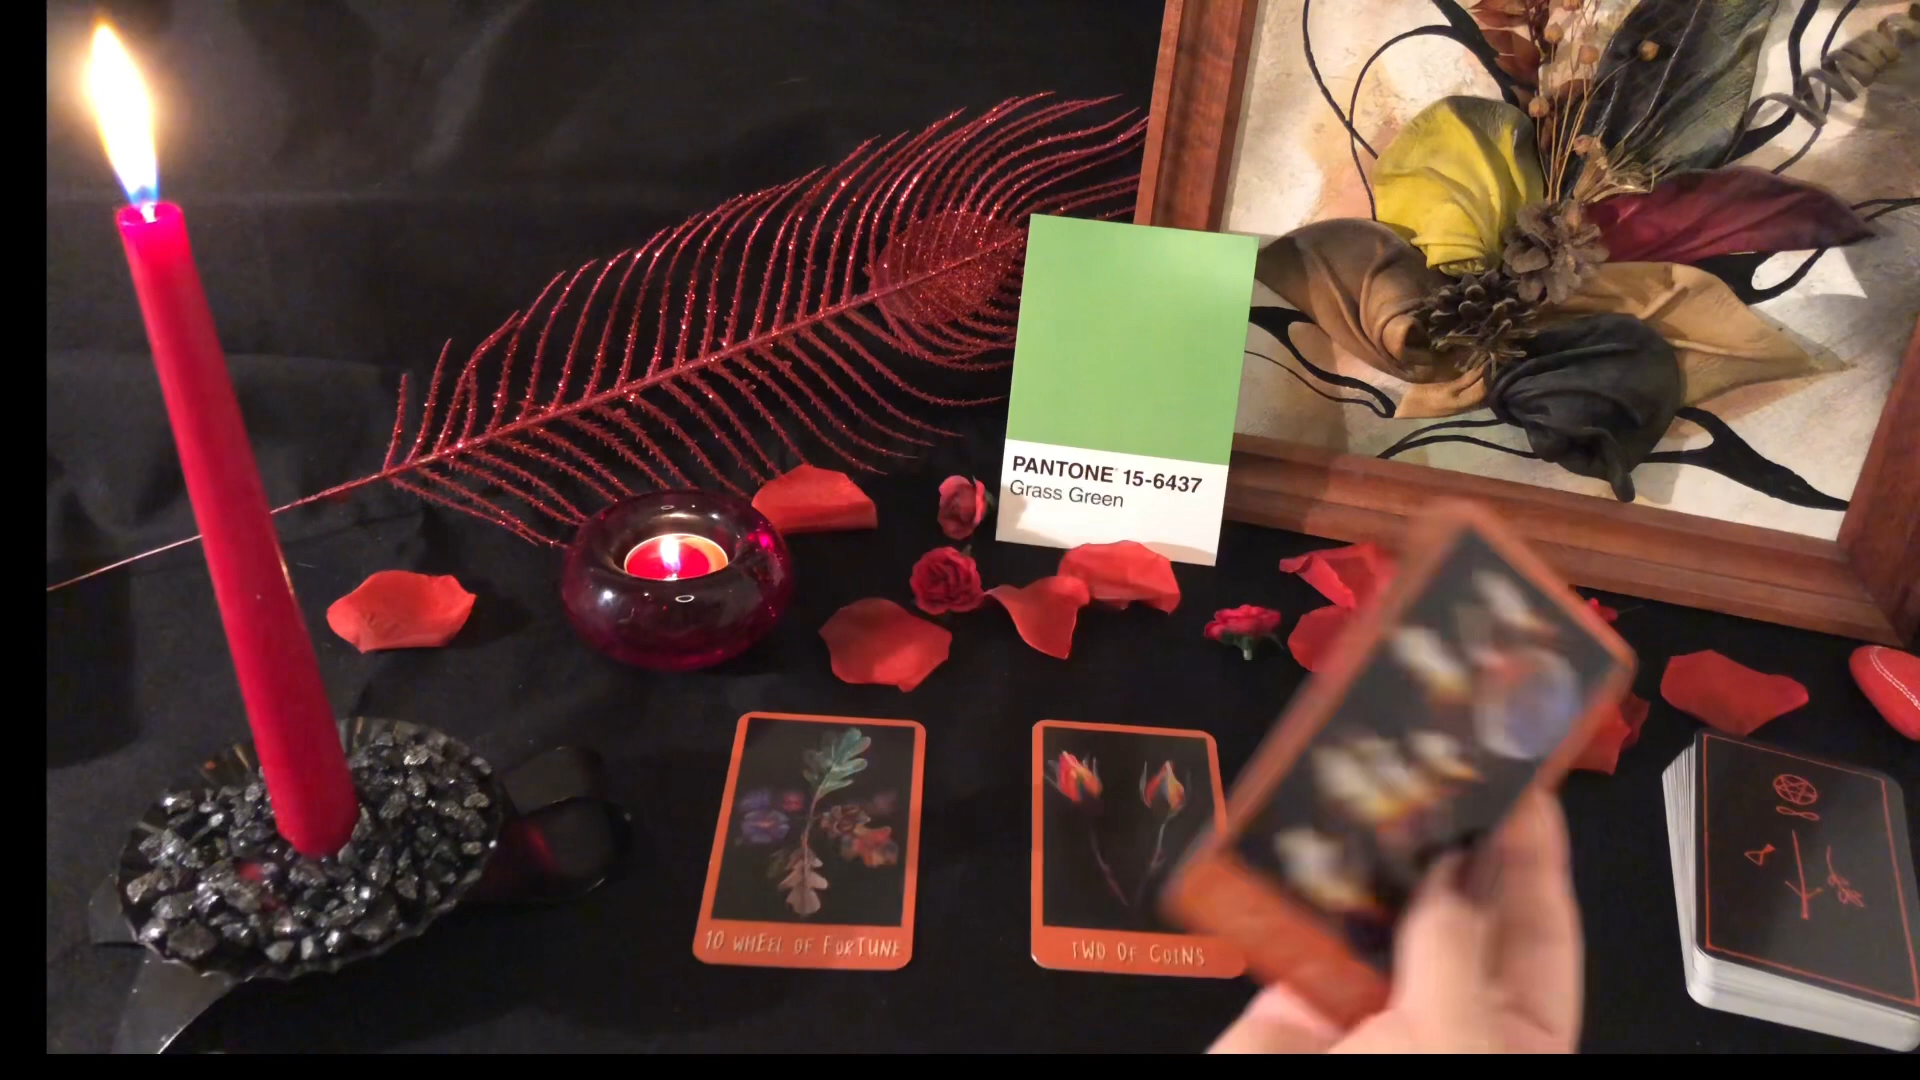 PANTONE 15-6437
Grass Green
10 WHEEL OF FORTUNE
TWO OF COINS